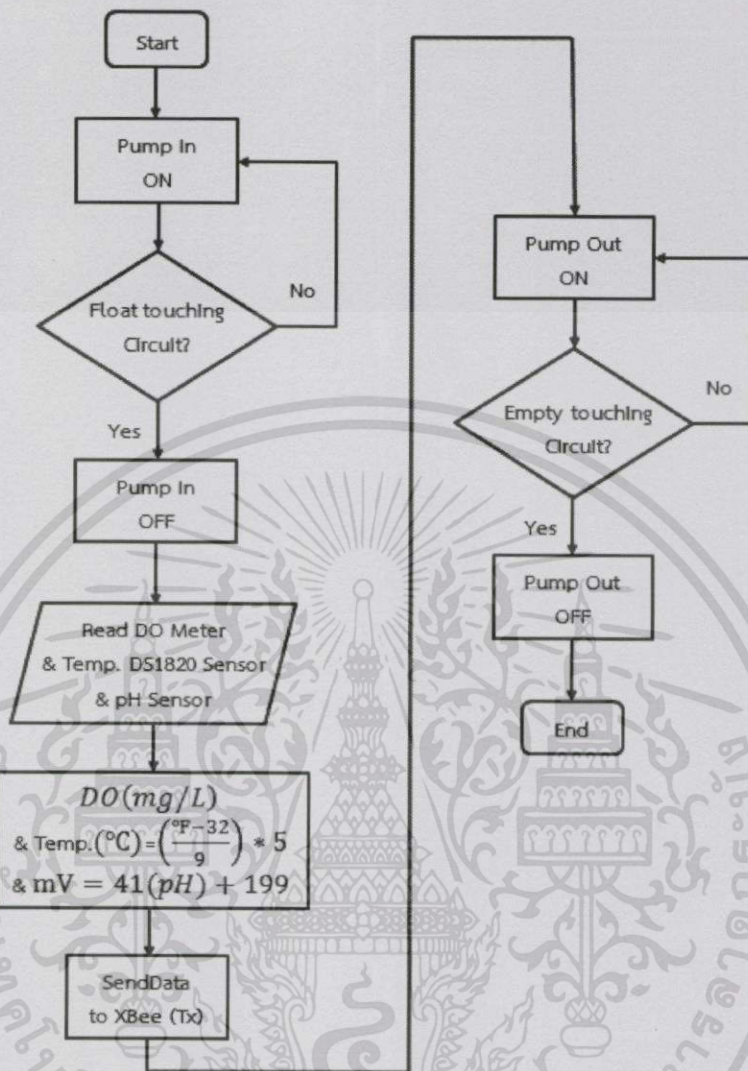 Start
Pump In
ON
Float touching
Circuit?
No
Yes
Pump In
OFF
Read DO Meter
& Temp. DS1820 Sensor
& pH Sensor
DO(mg/L)
& Temp.(°C)=(°F−32/9) * 5
& mV = 41(pH) + 199
SendData
to XBee (Tx)
Pump Out
ON
Empty touching
Circuit?
No
Yes
Pump Out
OFF
End